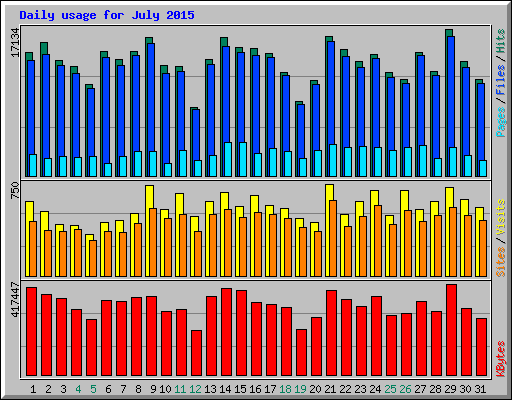 Daily usage for July 2015
17134
Pages / Files / Hits
750
Sites / Visits
417447
KBytes
1 2 3 4 5 6 7 8 9 10 11 12 13 14 15 16 17 18 19 20 21 22 23 24 25 26 27 28 29 30 31